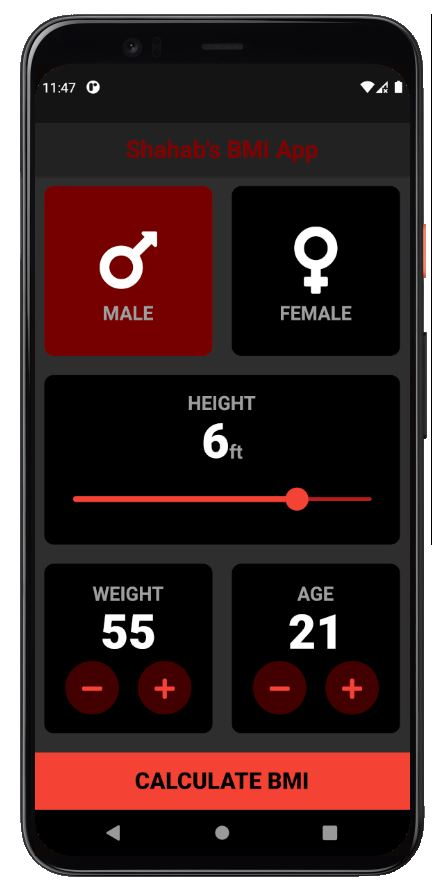 11:47
Shahab's BMI App
MALE
FEMALE
HEIGHT
6ft
WEIGHT
AGE
55
21
CALCULATE BMI